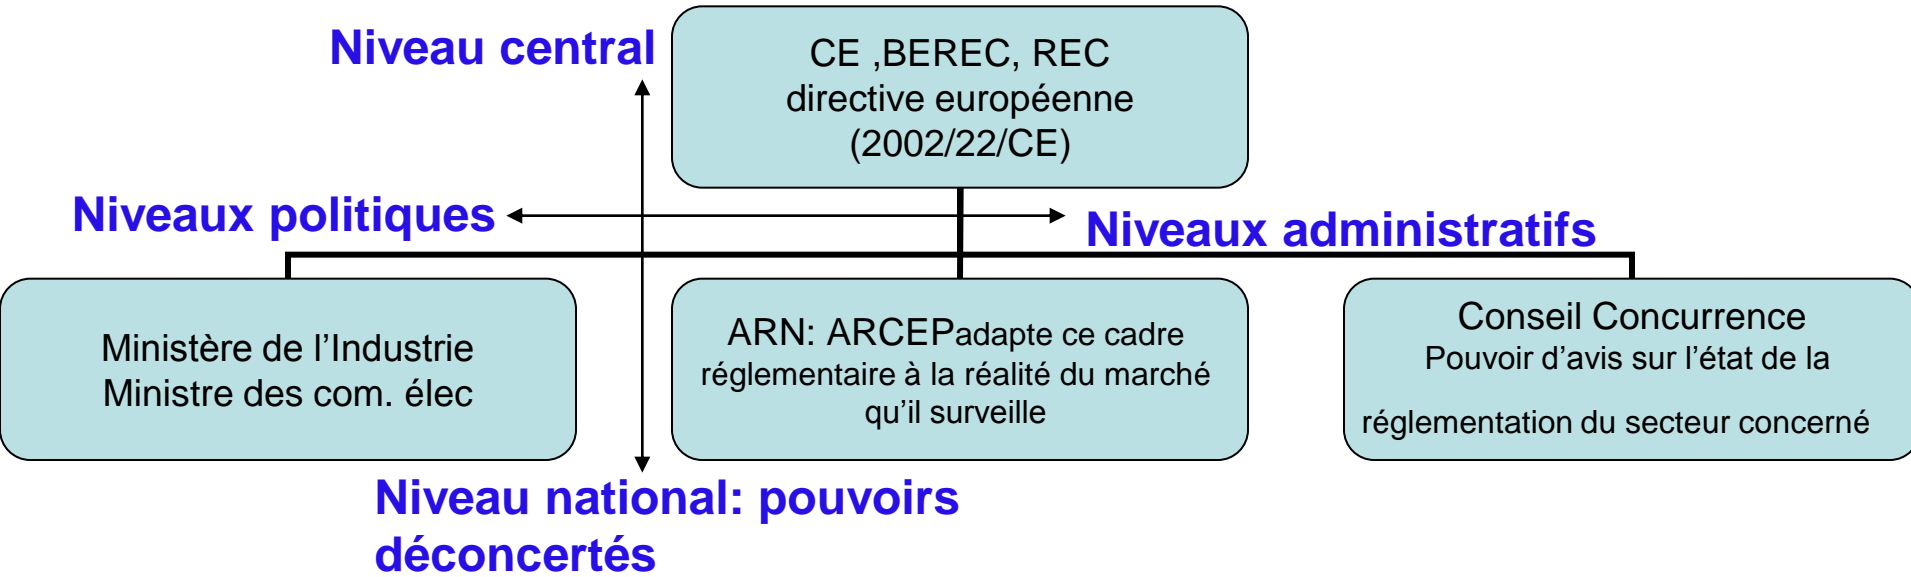 Niveau central
CE ,BEREC, REC
directive européenne
(2002/22/CE)
Niveaux politiques
Niveaux administratifs
Ministère de l’Industrie
Ministre des com. élec
ARN: ARCEPadapte ce cadre
réglementaire à la réalité du marché
qu’il surveille
Conseil Concurrence
Pouvoir d’avis sur l’état de la
réglementation du secteur concerné
Niveau national: pouvoirs
déconcertés